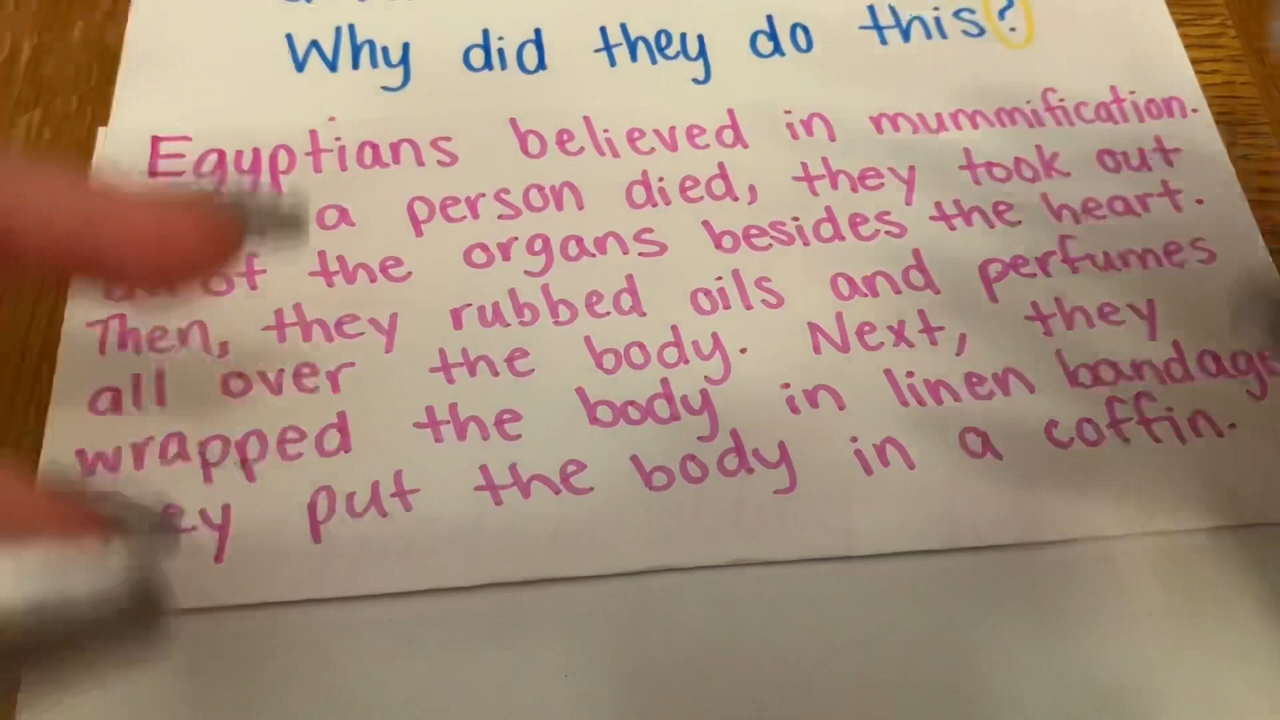 Why did they do this?
Egyptians believed in mummification.
a person died, they took out
of the organs besides the heart.
Then, they rubbed oils and perfumes
all over the body. Next, they
wrapped the body in linen bandage
put the body in a coffin.